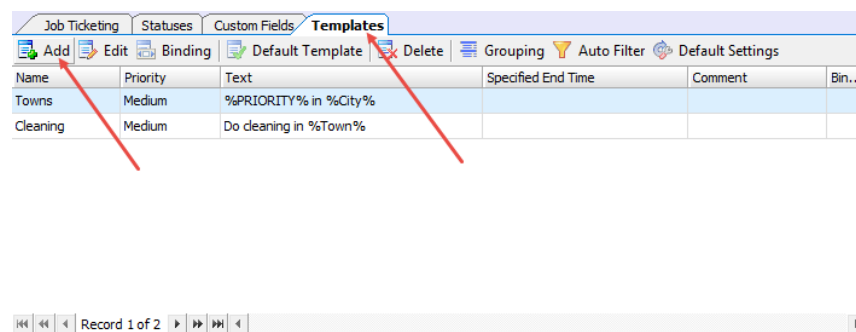 Job Ticketing Statuses Custom Fields Templates
Add Edit Binding Default Template Delete Grouping Auto Filter Default Settings
Name Priority Text Specified End Time Comment Bin..
Towns Medium %PRIORITY% in %City%
Cleaning Medium Do cleaning in %Town%
Record 1 of 2